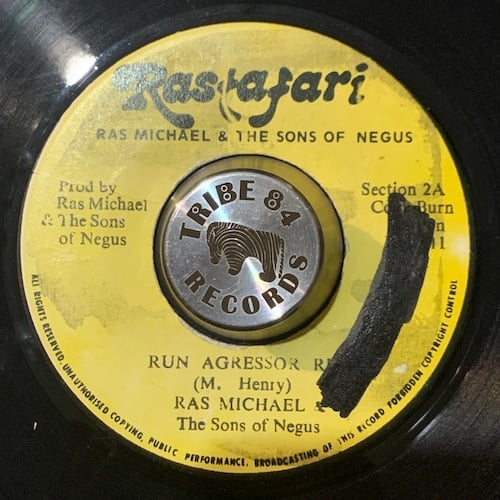 Rastafari
RAS MICHAEL & THE SONS OF NEGUS
Prod by
Ras Michael
& The Sons
of Negus
Section 2A
TRIBE 84
RECORDS
RUN AGRESSOR
(M. Henry)
RAS MICHAEL
The Sons of Negus
ALL RIGHTS RESERVED. UNAUTHORISED COPYING, PUBLIC PERFORMANCE, BROADCASTING OF THIS RECORD FORBIDDEN COPYRIGHT CONTROL